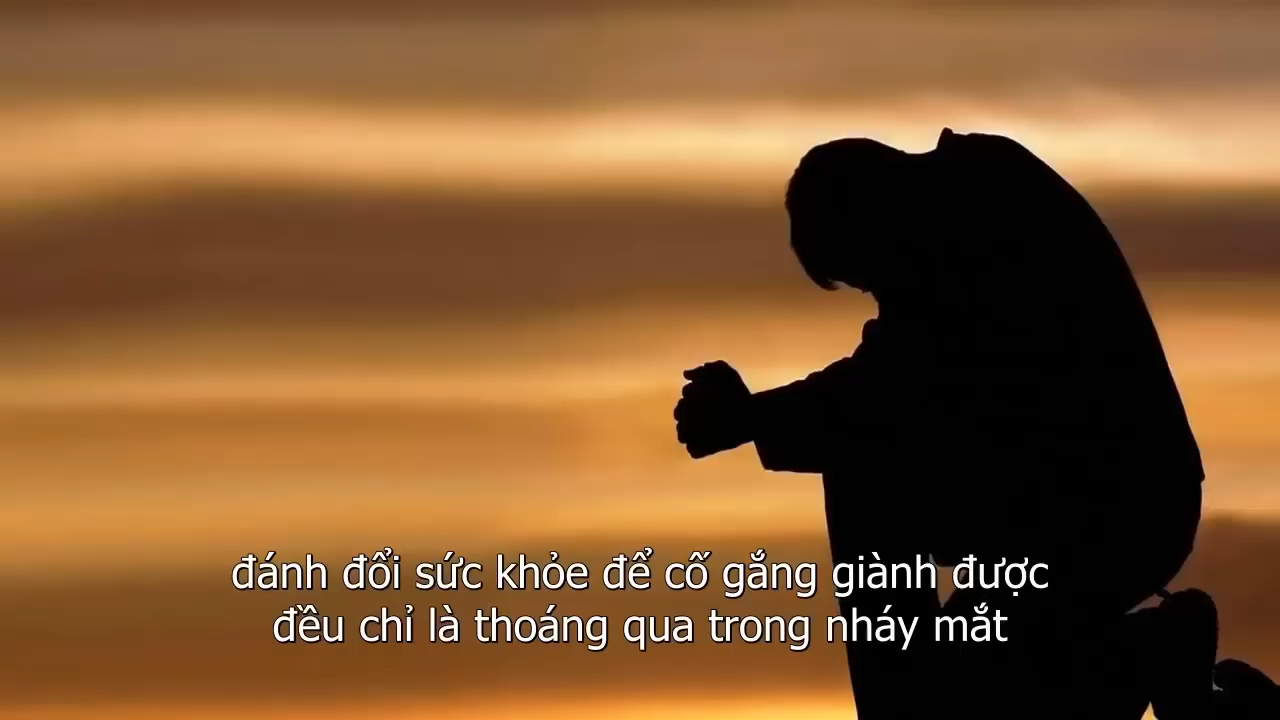 đánh đổi sức khỏe để cố gắng giành được
đều chỉ là thoáng qua trong nháy mắt